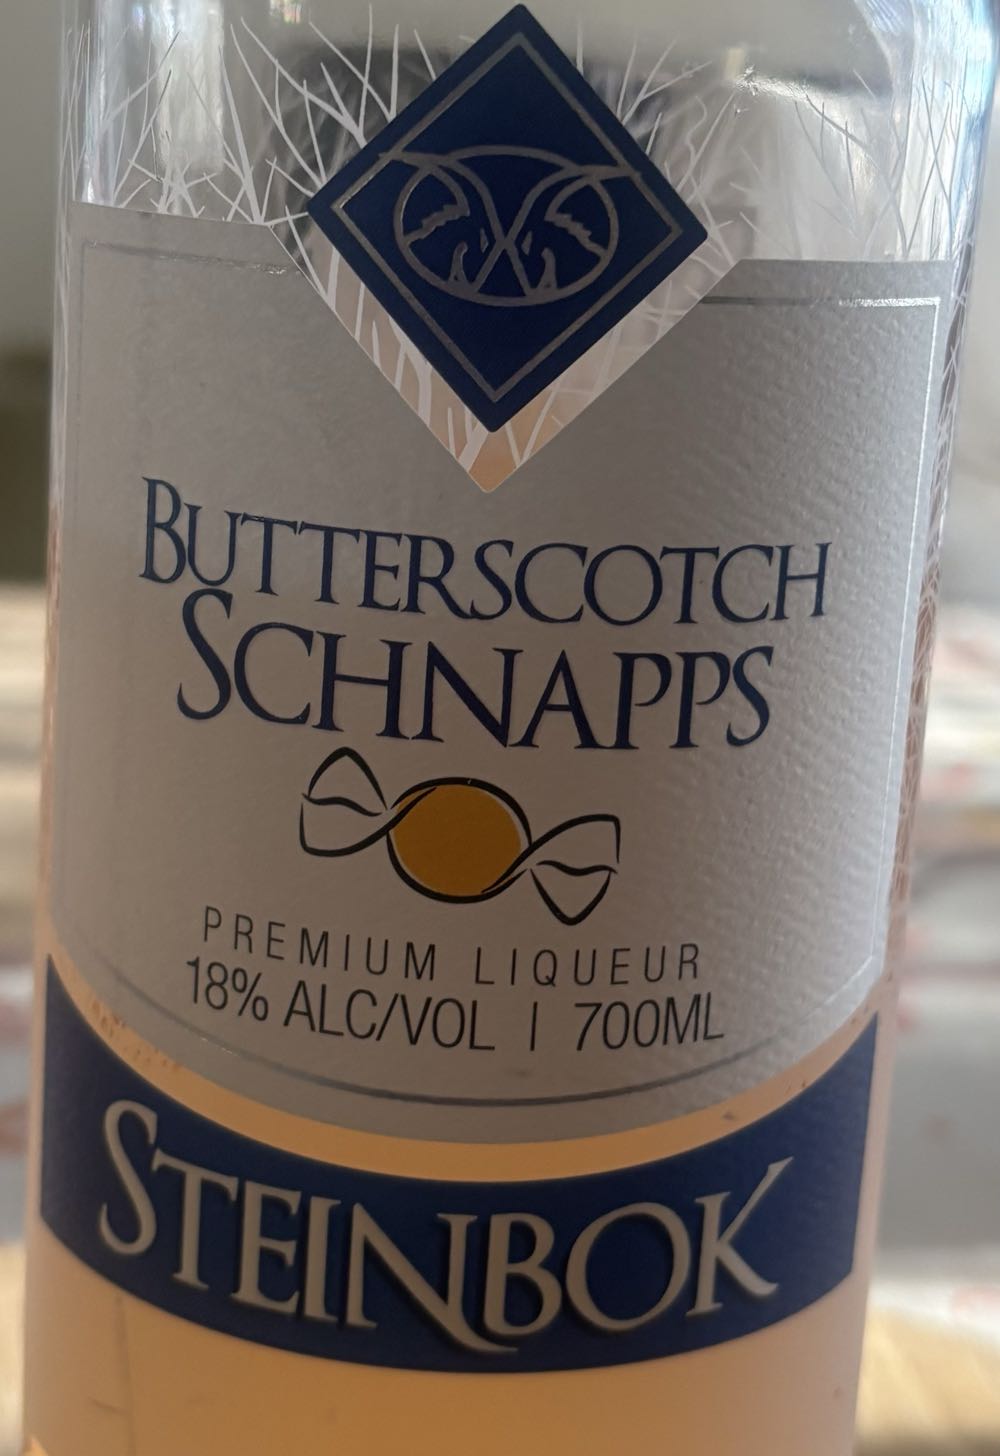 BUTTERSCOTCH
SCHNAPPS
PREMIUM LIQUEUR
18% ALC/VOL | 700ML
STEINBOK